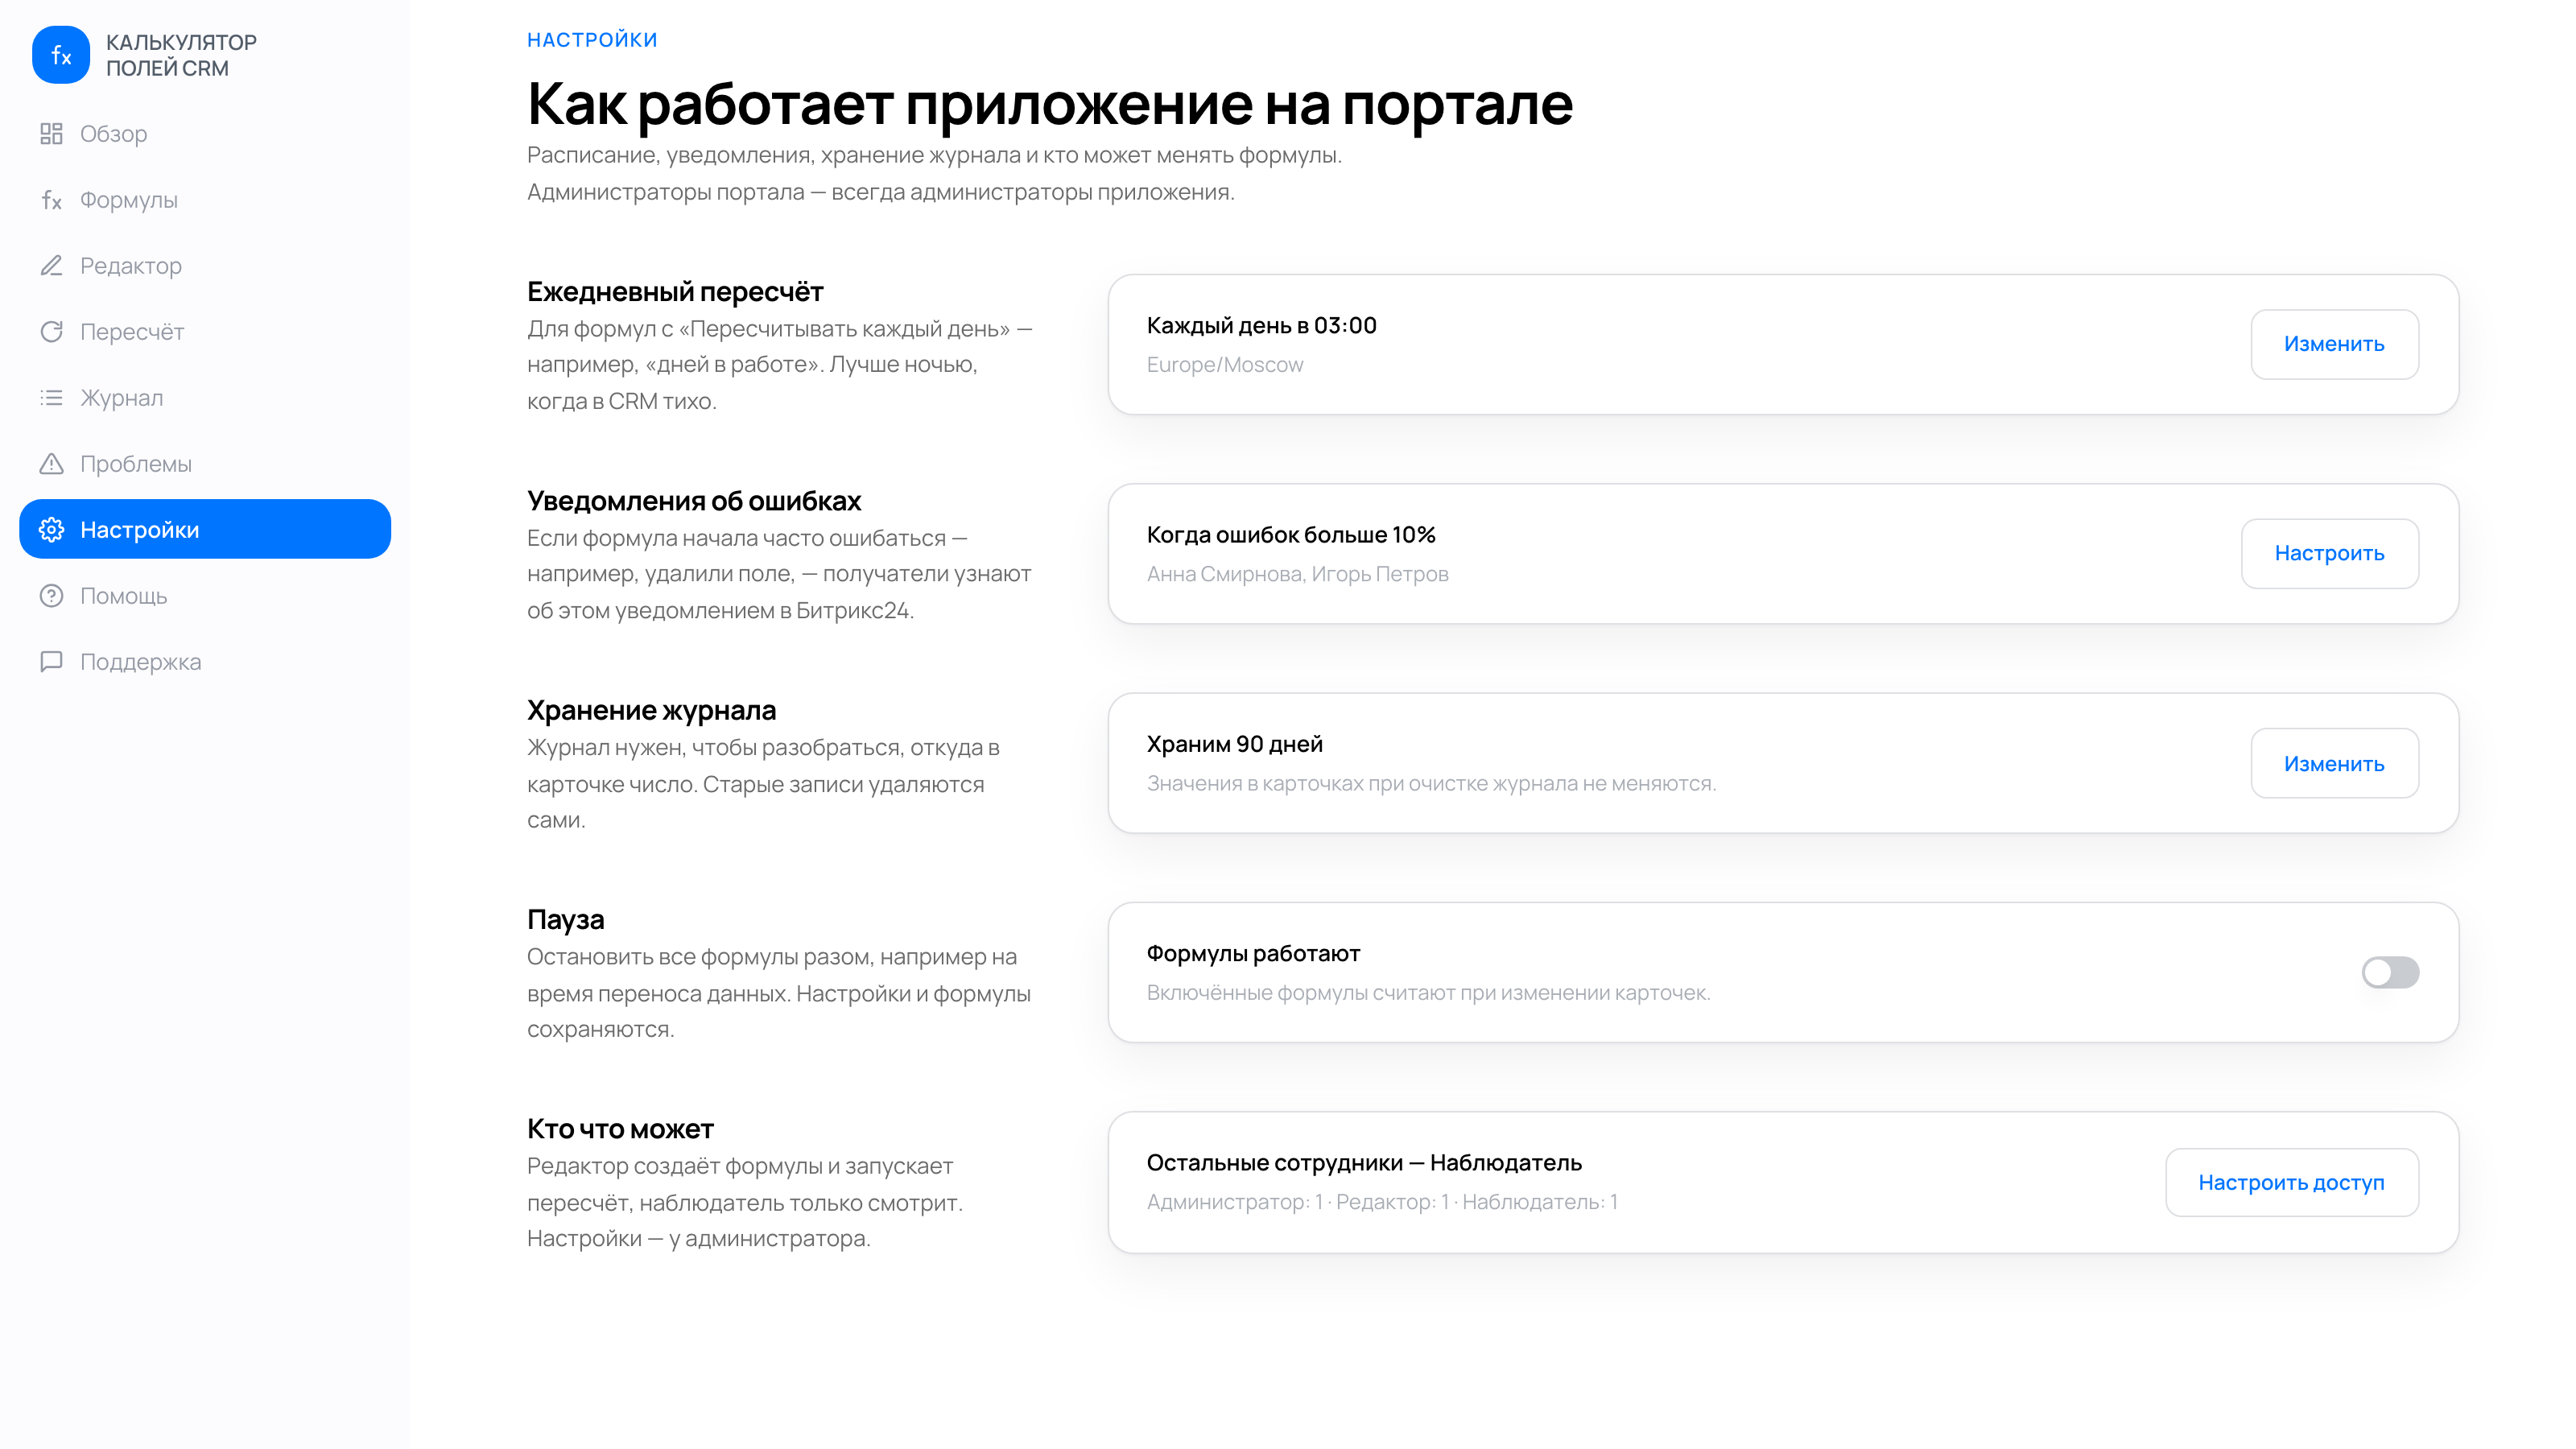 КАЛЬКУЛЯТОР
ПОЛЕЙ CRM
Обзор
Формулы
Редактор
Пересчёт
Журнал
Проблемы
Настройки
Помощь
Поддержка
НАСТРОЙКИ
Как работает приложение на портале
Расписание, уведомления, хранение журнала и кто может менять формулы.
Администраторы портала — всегда администраторы приложения.
Ежедневный пересчёт
Для формул с «Пересчитывать каждый день» —
например, «дней в работе». Лучше ночью,
когда в CRM тихо.
Каждый день в 03:00
Europe/Moscow
Изменить
Уведомления об ошибках
Если формула начала часто ошибаться —
например, удалили поле, — получатели узнают
об этом уведомлением в Битрикс24.
Когда ошибок больше 10%
Анна Смирнова, Игорь Петров
Настроить
Хранение журнала
Журнал нужен, чтобы разобраться, откуда в
карточке число. Старые записи удаляются
сами.
Храним 90 дней
Значения в карточках при очистке журнала не меняются.
Изменить
Пауза
Остановить все формулы разом, например на
время переноса данных. Настройки и формулы
сохраняются.
Формулы работают
Включённые формулы считают при изменении карточек.
Кто что может
Редактор создаёт формулы и запускает
пересчёт, наблюдатель только смотрит.
Настройки — у администратора.
Остальные сотрудники — Наблюдатель
Администратор: 1 · Редактор: 1 · Наблюдатель: 1
Настроить доступ